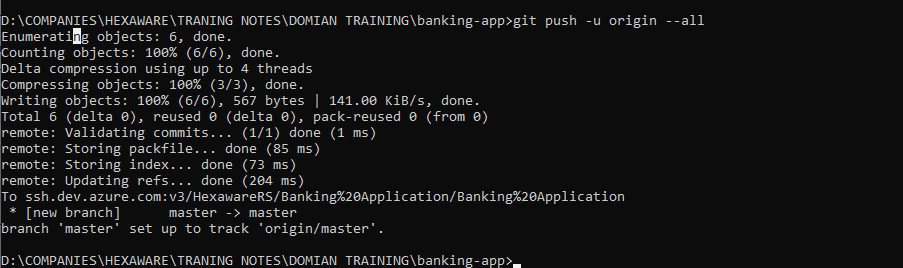 D:\COMPANIES\HEXAWARE\TRANING NOTES\DOMIAN TRAINING\banking-app>git push -u origin --all
Enumerating objects: 6, done.
Counting objects: 100% (6/6), done.
Delta compression using up to 4 threads
Compressing objects: 100% (3/3), done.
Writing objects: 100% (6/6), 567 bytes | 141.00 KiB/s, done.
Total 6 (delta 0), reused 0 (delta 0), pack-reused 0 (from 0)
remote: Validating commits... (1/1) done (1 ms)
remote: Storing packfile... done (85 ms)
remote: Storing index... done (73 ms)
remote: Updating refs... done (204 ms)
To ssh.dev.azure.com:v3/HexawareRS/Banking%20Application/Banking%20Application
 * [new branch]      master -> master
branch 'master' set up to track 'origin/master'.
D:\COMPANIES\HEXAWARE\TRANING NOTES\DOMIAN TRAINING\banking-app>